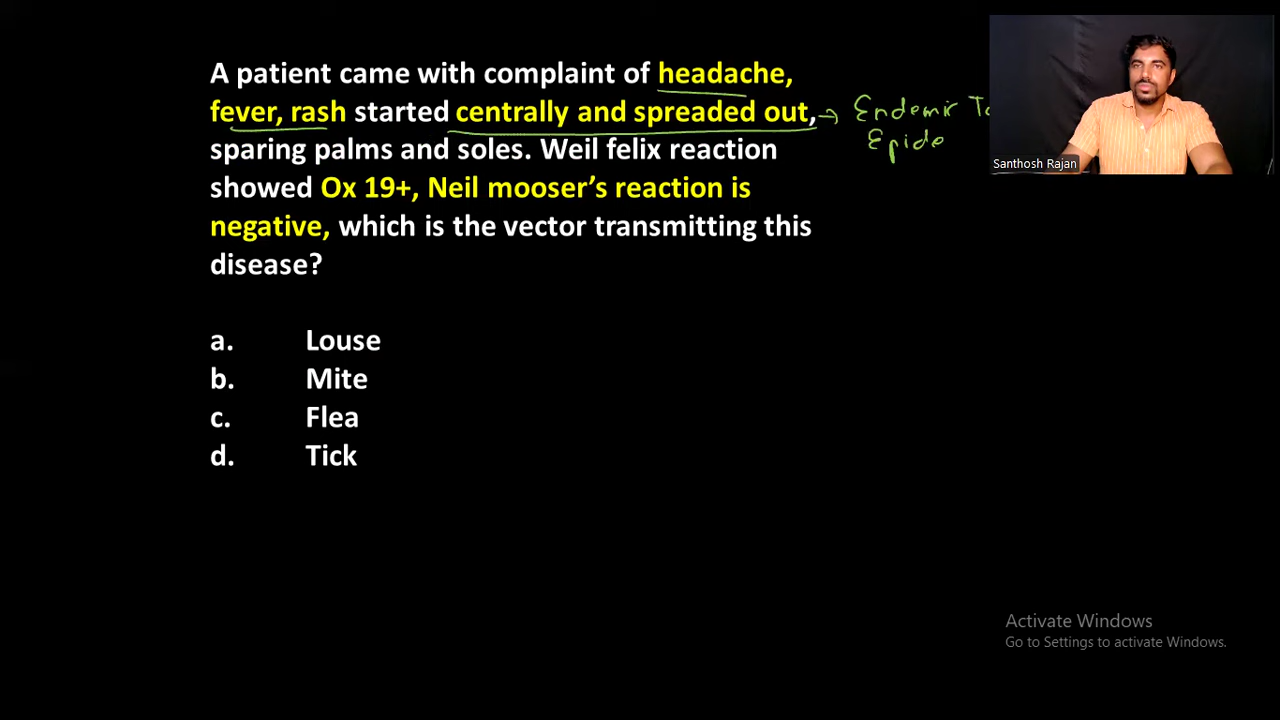 A patient came with complaint of headache,
fever, rash started centrally and spreaded out,
sparing palms and soles. Weil felix reaction
showed Ox 19+, Neil mooser's reaction is
negative, which is the vector transmitting this
disease?
a. Louse
b. Mite
c. Flea
d. Tick
→ Endemic
Epide
Santhosh Rajan
Activate Windows
Go to Settings to activate Windows.